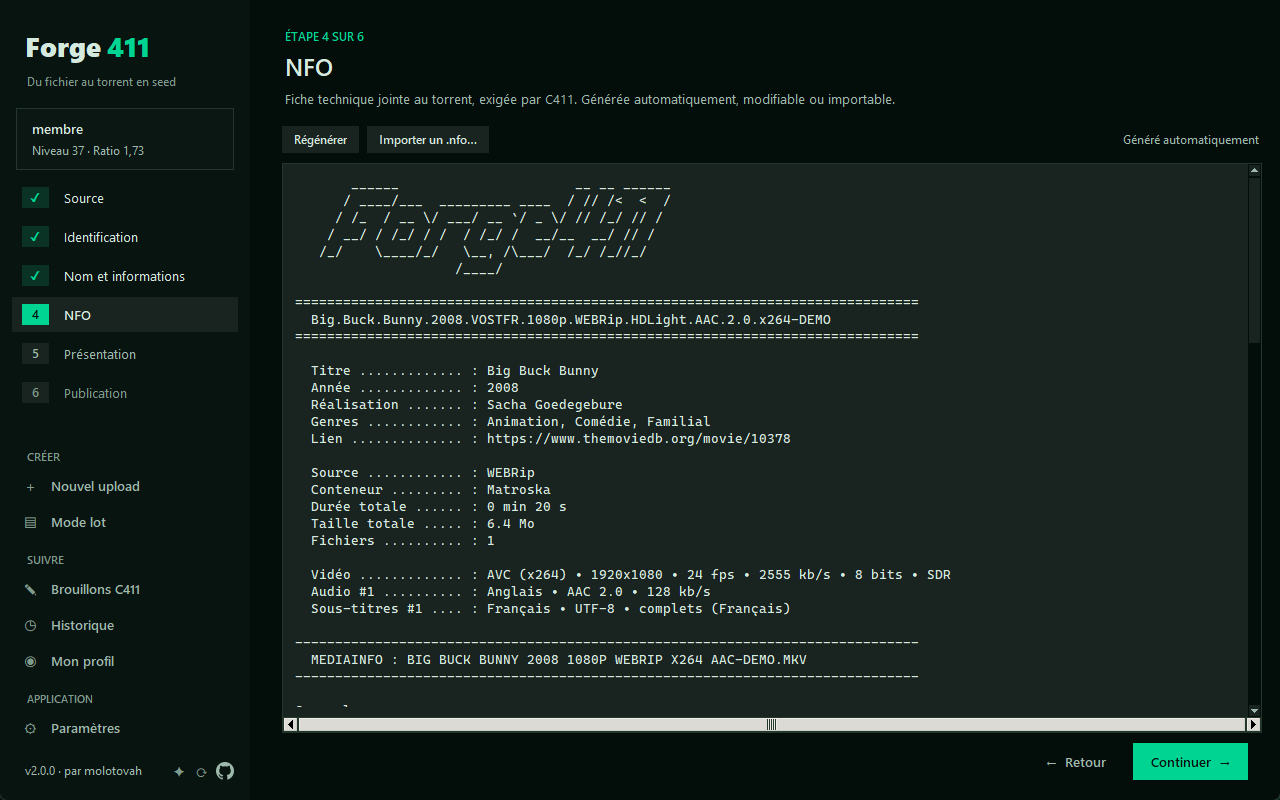 Forge 411
Du fichier au torrent en seed
membre
Niveau 37 · Ratio 1,73
✓ Source
✓ Identification
✓ Nom et informations
4 NFO
5 Présentation
6 Publication
CRÉER
+ Nouvel upload
Mode lot
SUIVRE
Brouillons C411
Historique
Mon profil
APPLICATION
Paramètres
v2.0.0 · par molotovah
ÉTAPE 4 SUR 6
NFO
Fiche technique jointe au torrent, exigée par C411. Générée automatiquement, modifiable ou importable.
Régénérer
Importer un .nfo...
Généré automatiquement
Forge411
===============================================================================
Big.Buck.Bunny.2008.VOSTFR.1080p.WEBRip.HDLight.AAC.2.0.x264-DEMO
===============================================================================
Titre ............. : Big Buck Bunny
Année ............. : 2008
Réalisation ....... : Sacha Goedegebure
Genres ............ : Animation, Comédie, Familial
Lien .............. : https://www.themoviedb.org/movie/10378
Source ............ : WEBRip
Conteneur ......... : Matroska
Durée totale ...... : 0 min 20 s
Taille totale ..... : 6.4 Mo
Fichiers .......... : 1
Vidéo ............. : AVC (x264) • 1920x1080 • 24 fps • 2555 kb/s • 8 bits • SDR
Audio #1 .......... : Anglais • AAC 2.0 • 128 kb/s
Sous-titres #1 .... : Français • UTF-8 • complets (Français)
-------------------------------------------------------------------------------
MEDIAINFO : BIG BUCK BUNNY 2008 1080P WEBRIP X264 AAC-DEMO.MKV
-------------------------------------------------------------------------------
← Retour
Continuer →